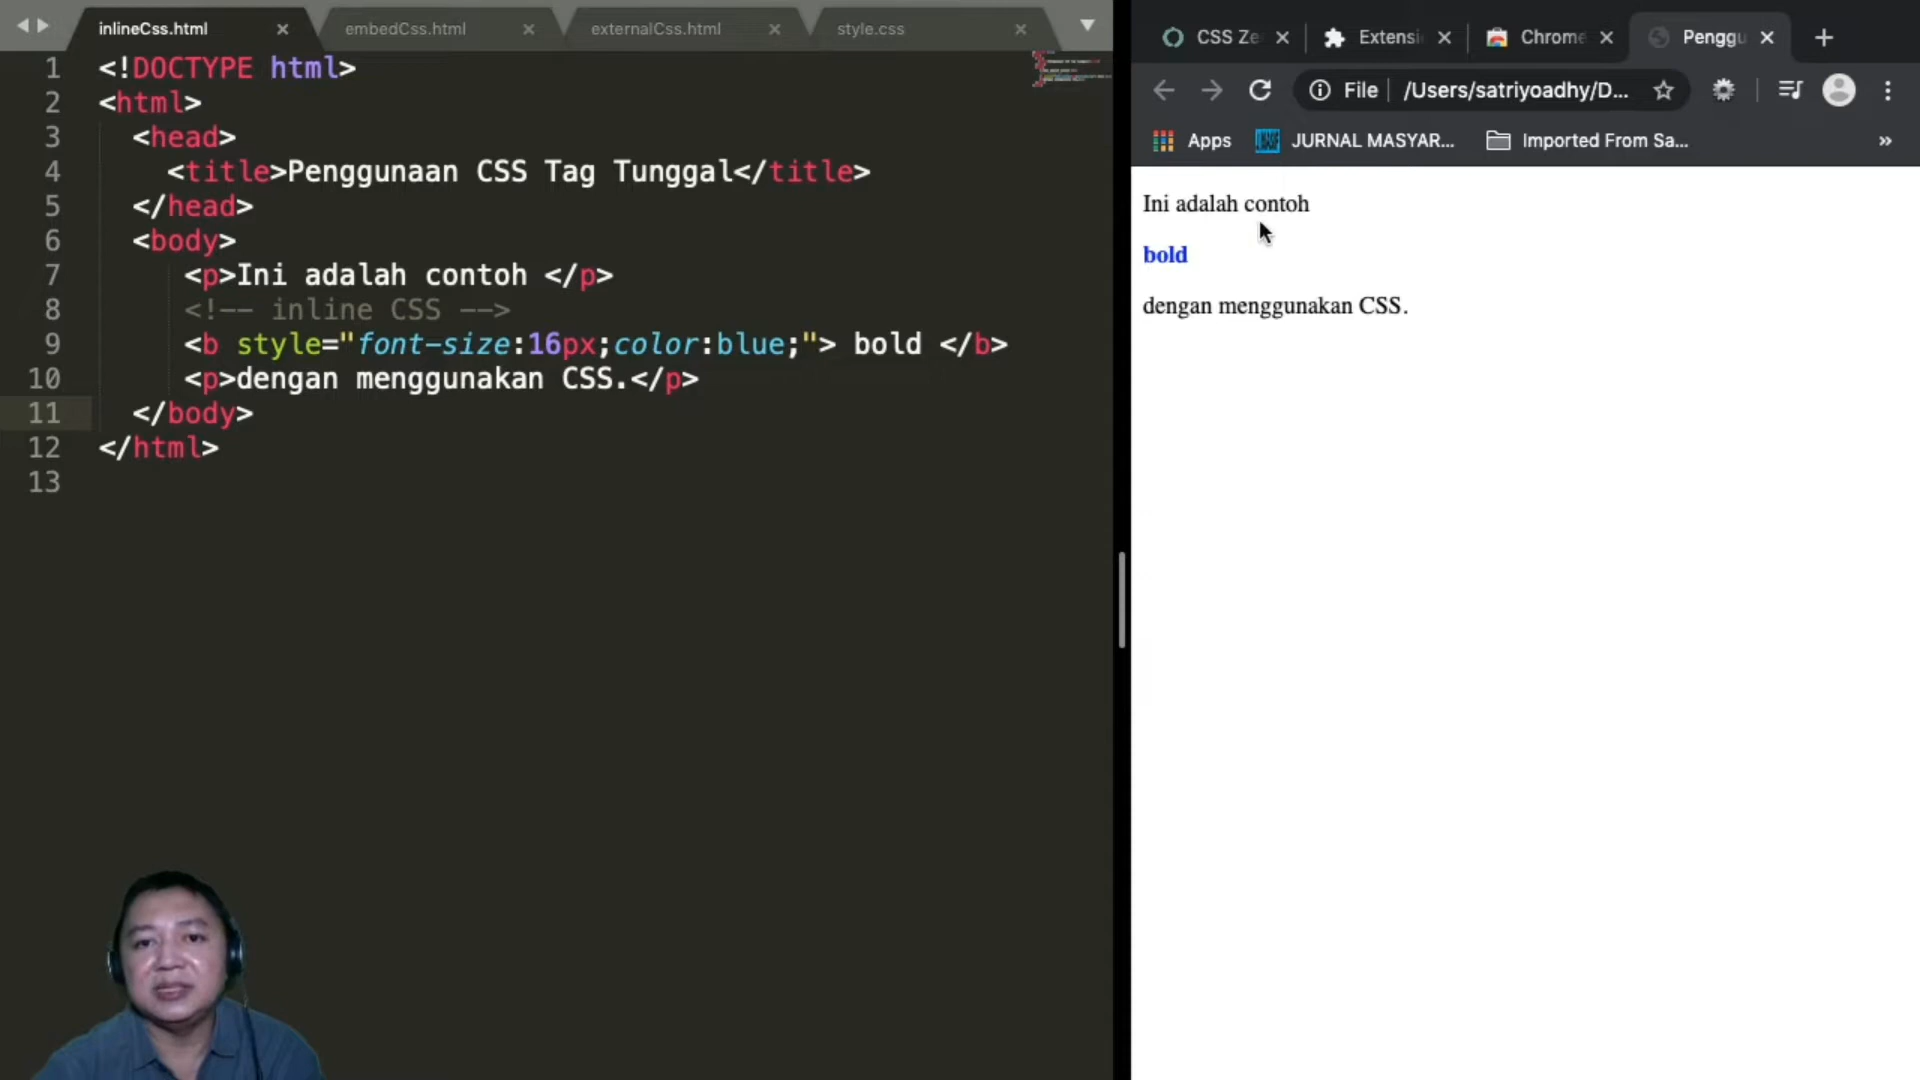 inlineCss.html
embedCss.html
externalCss.html
style.css
1 <!DOCTYPE html>
2 <html>
3 <head>
4 <title>Penggunaan CSS Tag Tunggal</title>
5 </head>
6 <body>
7 <p>Ini adalah contoh </p>
8 <!-- inline CSS -->
9 <b style="font-size:16px;color:blue;"> bold </b>
10 <p>dengan menggunakan CSS.</p>
11 </body>
12 </html>
13
CSS Ze
Extensi
Chrome
Penggu
File /Users/satriyoadhy/D...
Apps
JURNAL MASYAR...
Imported From Sa...
Ini adalah contoh
bold
dengan menggunakan CSS.